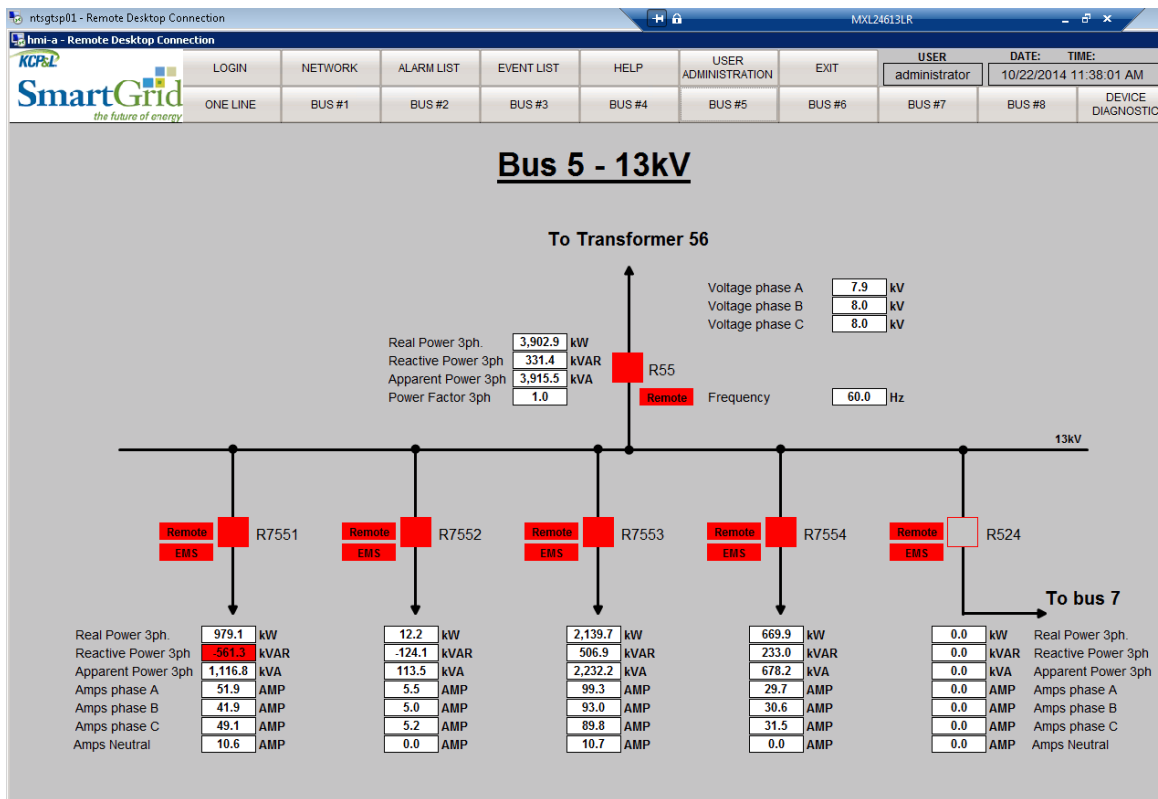 ntsgtsp01 - Remote Desktop Connection MXL24613LR
hmi-a - Remote Desktop Connection
KCP&L
SmartGrid
the future of energy
LOGIN NETWORK ALARM LIST EVENT LIST HELP USER ADMINISTRATION EXIT USER administrator DATE: TIME: 10/22/2014 11:38:01 AM
ONE LINE BUS #1 BUS #2 BUS #3 BUS #4 BUS #5 BUS #6 BUS #7 BUS #8 DEVICE DIAGNOSTIC
Bus 5 - 13kV
To Transformer 56
Voltage phase A 7.9 kV
Voltage phase B 8.0 kV
Voltage phase C 8.0 kV
Real Power 3ph. 3,902.9 kW
Reactive Power 3ph 331.4 kVAR
Apparent Power 3ph 3,915.5 kVA
Power Factor 3ph 1.0
R55
Remote
Frequency 60.0 Hz
13kV
Remote EMS R7551
Remote EMS R7552
Remote EMS R7553
Remote EMS R7554
Remote EMS R524
To bus 7
Real Power 3ph. 979.1 kW 12.2 kW 2,139.7 kW 669.9 kW 0.0 kW Real Power 3ph.
Reactive Power 3ph -561.3 kVAR -124.1 kVAR 506.9 kVAR 233.0 kVAR 0.0 kVAR Reactive Power 3ph
Apparent Power 3ph 1,116.8 kVA 113.5 kVA 2,232.2 kVA 678.2 kVA 0.0 kVA Apparent Power 3ph
Amps phase A 51.9 AMP 5.5 AMP 99.3 AMP 29.7 AMP 0.0 AMP Amps phase A
Amps phase B 41.9 AMP 5.0 AMP 93.0 AMP 30.6 AMP 0.0 AMP Amps phase B
Amps phase C 49.1 AMP 5.2 AMP 89.8 AMP 31.5 AMP 0.0 AMP Amps phase C
Amps Neutral 10.6 AMP 0.0 AMP 10.7 AMP 0.0 AMP 0.0 AMP Amps Neutral